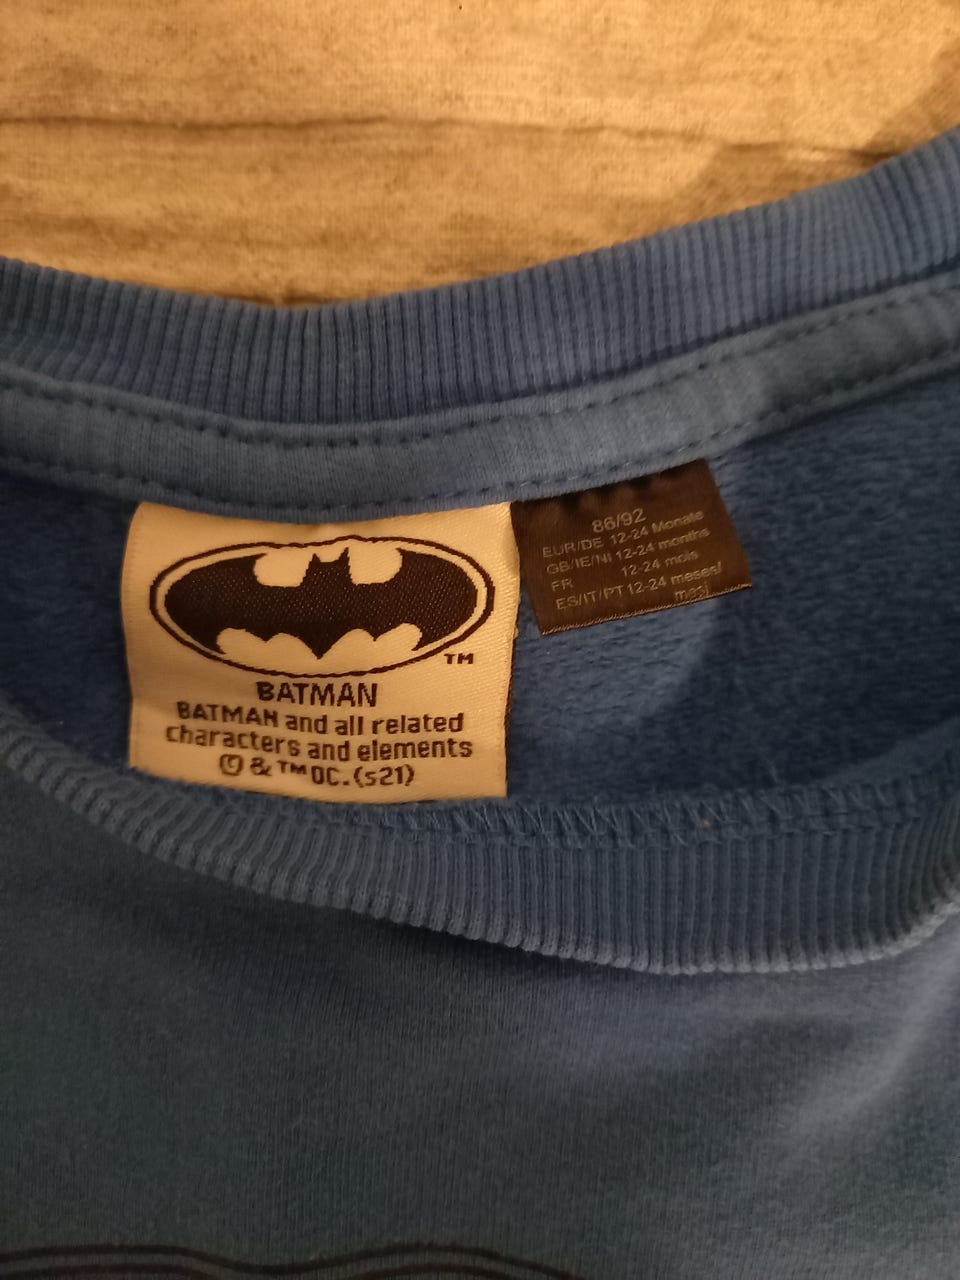 TM
BATMAN
BATMAN and all related
characters and elements
© & ™ DC. (s21)
86/92
EUR/DE 12-24 Monate
GB/IE/NI 12-24 months
FR 12-24 mois
ES/IT/PT 12-24 meses/
mesi